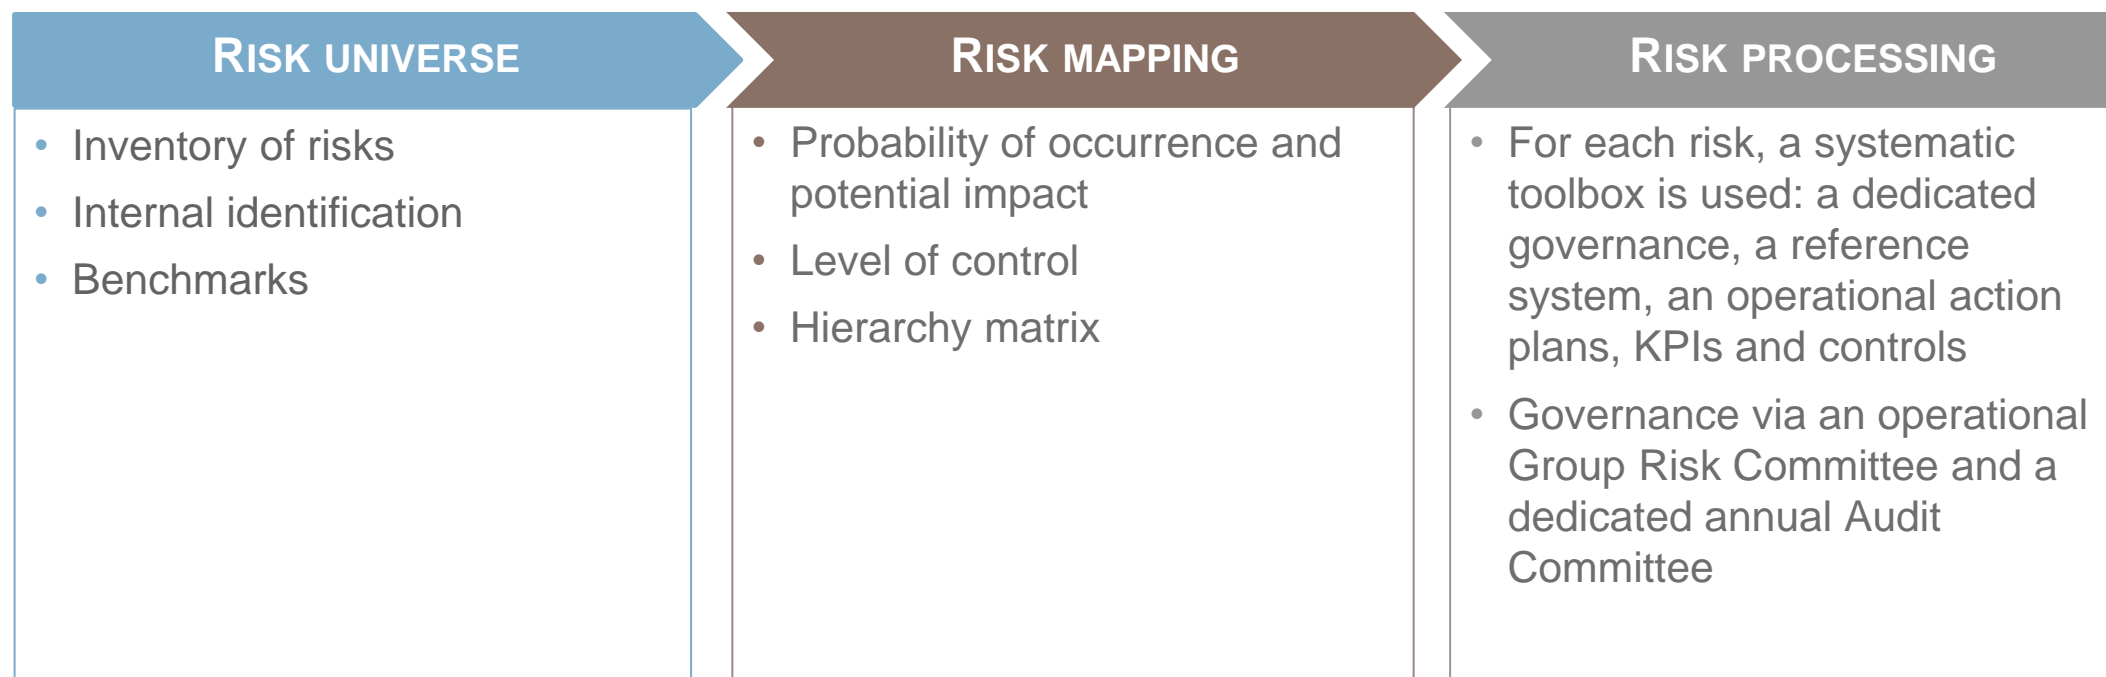 RISK UNIVERSE
• Inventory of risks
• Internal identification
• Benchmarks
RISK MAPPING
• Probability of occurrence and
potential impact
• Level of control
• Hierarchy matrix
RISK PROCESSING
• For each risk, a systematic
toolbox is used: a dedicated
governance, a reference
system, an operational action
plans, KPIs and controls
• Governance via an operational
Group Risk Committee and a
dedicated annual Audit
Committee